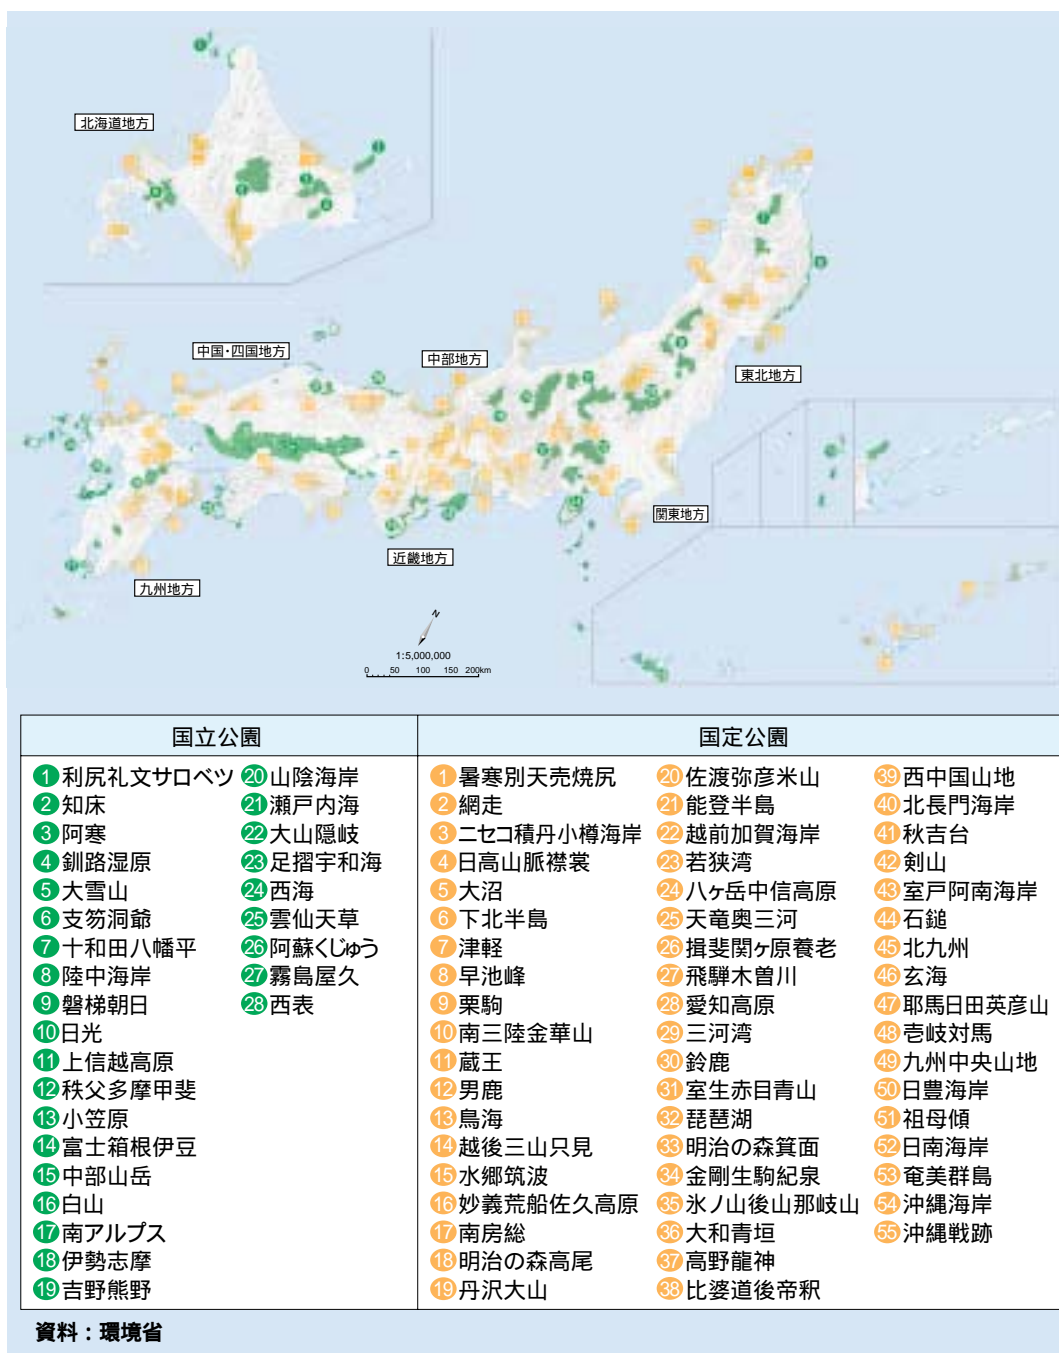 北海道地方
中国・四国地方
中部地方
東北地方
関東地方
近畿地方
九州地方
N
1:5,000,000
0 50 100 150 200km
国立公園
国定公園
1 利尻礼文サロベツ
2 知床
3 阿寒
4 釧路湿原
5 大雪山
6 支笏洞爺
7 十和田八幡平
8 陸中海岸
9 磐梯朝日
10 日光
11 上信越高原
12 秩父多摩甲斐
13 小笠原
14 富士箱根伊豆
15 中部山岳
16 白山
17 南アルプス
18 伊勢志摩
19 吉野熊野
20 山陰海岸
21 瀬戸内海
22 大山隠岐
23 足摺宇和海
24 西海
25 雲仙天草
26 阿蘇くじゅう
27 霧島屋久
28 西表
1 暑寒別天売焼尻
2 網走
3 ニセコ積丹小樽海岸
4 日高山脈襟裳
5 大沼
6 下北半島
7 津軽
8 早池峰
9 栗駒
10 南三陸金華山
11 蔵王
12 男鹿
13 鳥海
14 越後三山只見
15 水郷筑波
16 妙義荒船佐久高原
17 南房総
18 明治の森高尾
19 丹沢大山
20 佐渡弥彦米山
21 能登半島
22 越前加賀海岸
23 若狭湾
24 八ヶ岳中信高原
25 天竜奥三河
26 揖斐関ヶ原養老
27 飛騨木曽川
28 愛知高原
29 三河湾
30 鈴鹿
31 室生赤目青山
32 琵琶湖
33 明治の森箕面
34 金剛生駒紀泉
35 氷ノ山後山那岐山
36 大和青垣
37 高野龍神
38 比婆道後帝釈
39 西中国山地
40 北長門海岸
41 秋吉台
42 剣山
43 室戸阿南海岸
44 石鎚
45 北九州
46 玄海
47 耶馬日田英彦山
48 壱岐対馬
49 九州中央山地
50 日豊海岸
51 祖母傾
52 日南海岸
53 奄美群島
54 沖縄海岸
55 沖縄戦跡
資料：環境省